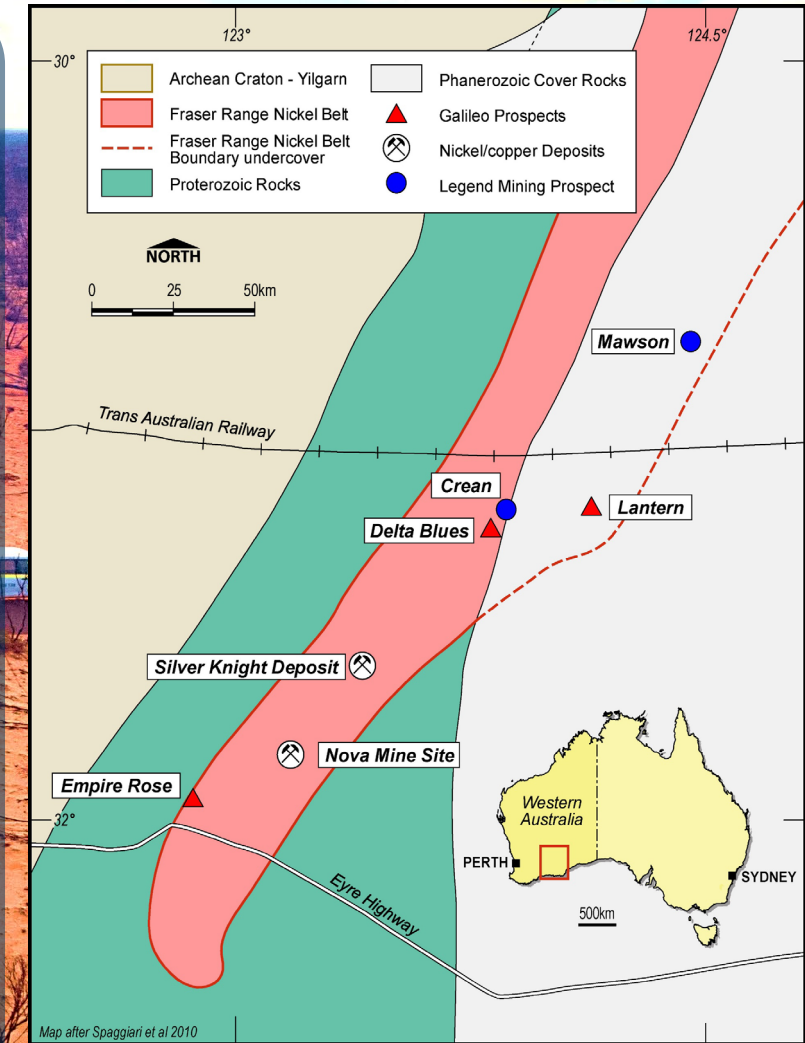 123°
124.5°
30°
Archean Craton - Yilgarn
Fraser Range Nickel Belt
Fraser Range Nickel Belt
Boundary undercover
Proterozoic Rocks
Phanerozoic Cover Rocks
Galileo Prospects
Nickel/copper Deposits
Legend Mining Prospect
NORTH
0 25 50km
Mawson
Trans Australian Railway
Crean
Delta Blues
Lantern
Silver Knight Deposit
Nova Mine Site
Empire Rose
32°
Eyre Highway
Western
Australia
PERTH
SYDNEY
500km
Map after Spaggiari et al 2010